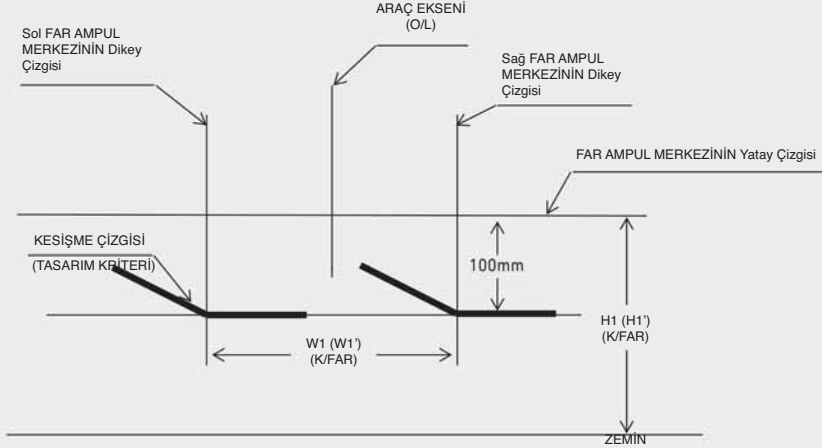 ARAÇ EKSENİ
(O/L)
Sol FAR AMPUL
MERKEZİNİN Dikey
Çizgisi
Sağ FAR AMPUL
MERKEZİNİN Dikey
Çizgisi
FAR AMPUL MERKEZİNİN Yatay Çizgisi
KESİŞME ÇİZGİSİ
(TASARIM KRİTERİ)
100mm
W1 (W1')
(K/FAR)
H1 (H1')
(K/FAR)
ZEMİN